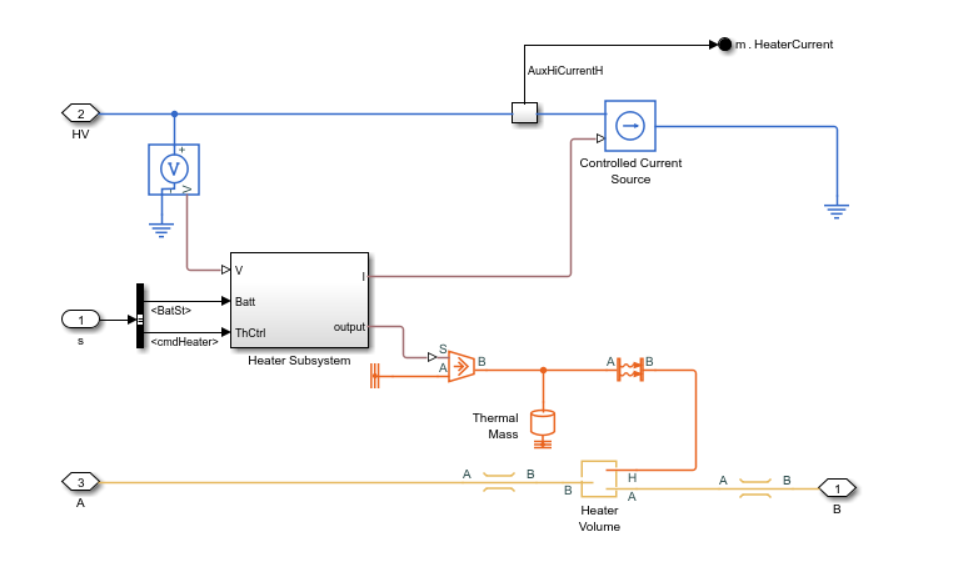 m . HeaterCurrent
AuxHiCurrentH
2
HV
+
V
V
Controlled Current
Source
V
I
Batt
<BatSt>
1
s
ThCtrl
output
<cmdHeater>
Heater Subsystem
S
A
B
A
B
Thermal
Mass
3
A
A
B
B
H
A
Heater
Volume
A
B
1
B